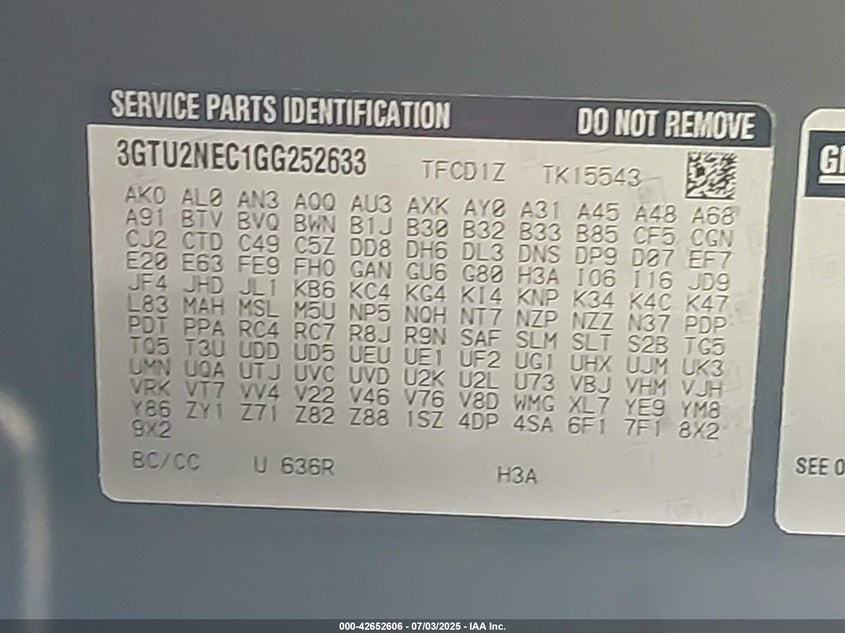 SERVICE PARTS IDENTIFICATION DO NOT REMOVE
3GTU2NEC1GG252633 TFCD1Z TK15543
AK0 AL0 AN3 AQQ AU3 AXK AY0 A31 A45 A48 A68
A91 BTV BVQ BWN B1J B30 B32 B33 B85 CF5 CGN
CJ2 CTD C49 C5Z DD8 DH6 DL3 DNS DP9 D07 EF7
E20 E63 FE9 FHO GAN GU6 G80 H3A IO6 I16 JD9
JF4 JHD JL1 KB6 KC4 KG4 KI4 KNP K34 K4C K47
L83 MAH MSL M5U NP5 NQH NT7 NZP NZZ N37 PDP
PDT PPA RC4 RC7 R8J R9N SAF SLM SLT S2B TG5
TQ5 T3U UDD UD5 UEU UE1 UF2 UG1 UHX UJM UK3
UMN UQA UTJ UVC UVD U2K U2L U73 VBJ VHM VJH
VRK VT7 VV4 V22 V46 V76 V8D WMG XL7 YE9 YM8
Y86 ZY1 Z71 Z82 Z88 1SZ 4DP 4SA 6F1 7F1 8X2
9X2
BC/CC U 636R H3A
SEE
000-42652606 - 07/03/2025 - IAA Inc.